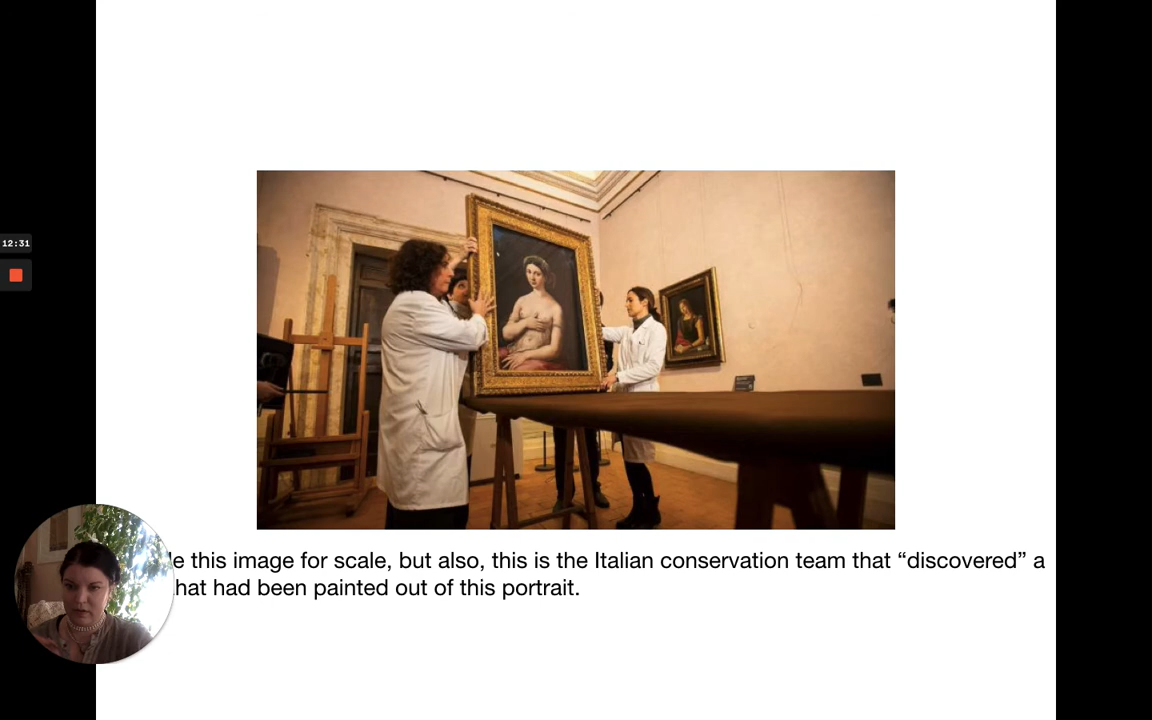 12:31
this image for scale, but also, this is the Italian conservation team that “discovered” a
had been painted out of this portrait.